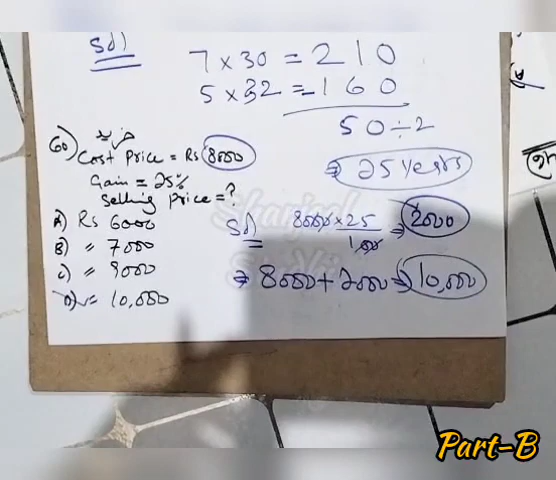 Sol
7 x 30 = 210
5 x 32 = 160
50 ÷ 2
⇒ 25 Years
60) خرید
Cost Price = Rs 8000
Gain = 25%
Selling Price = ?
A) Rs 6000
B) " 7000
C) " 9000
D) " = 10,000
Sol 8000 x 25 / 100 ⇒ 2000
⇒ 8000 + 2000 ⇒ 10,000
Part-B